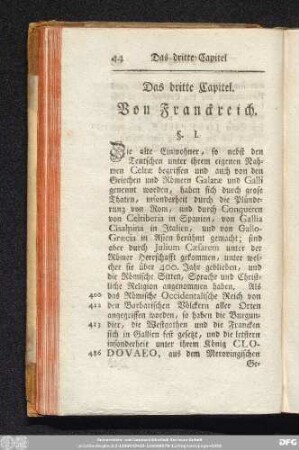 44 Das dritte Capitel
Das dritte Capitel.
Von Franckreich.
§. I.
Die alte Einwohner, so nebst den
Teutschen unter ihrem eigenen Nah-
men Celtæ begriffen und auch von den
Griechen und Römern Galatæ und Galli
genennt worden, haben sich durch grose
Thaten, insonderheit durch die Plünde-
rung von Rom, und durch Conqueten
von Celtiberia in Spanien, von Gallia
Cisalpina in Italien, und von Gallo-
Græcia in Asien berühmt gemacht; sind
aber durch Julium Cæsarem unter der
Römer Herrschafft gekommen, unter wel-
cher sie über 400. Jahr geblieben, und
die Römische Sitten, Sprache und Christ-
liche Religion angenommen haben. Als
400 das Römische Occidentalische Reich von
421 den Barbarischen Völckern aller Orten
angegriffen worden, so haben die Burgun-
423 dier, die Westgothen und die Francken
sich in Gallien fest gesetzt, und die letztern
insonderheit unter ihrem König CLO-
486 DOVAEO, aus dem Merovingischen
Ge-
DFG